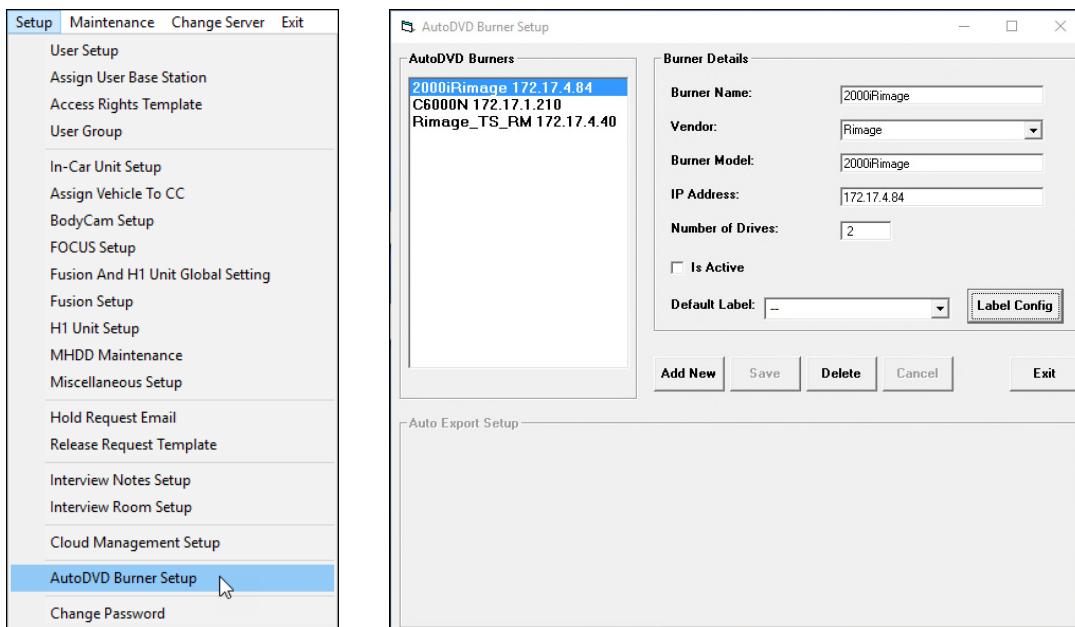 Setup Maintenance Change Server Exit
User Setup
Assign User Base Station
Access Rights Template
User Group
In-Car Unit Setup
Assign Vehicle To CC
BodyCam Setup
FOCUS Setup
Fusion And H1 Unit Global Setting
Fusion Setup
H1 Unit Setup
MHDD Maintenance
Miscellaneous Setup
Hold Request Email
Release Request Template
Interview Notes Setup
Interview Room Setup
Cloud Management Setup
AutoDVD Burner Setup
Change Password
AutoDVD Burner Setup
AutoDVD Burners
2000iRimage 172.17.4.84
C6000N 172.17.1.210
Rimage_TS_RM 172.17.4.40
Burner Details
Burner Name: 2000iRimage
Vendor: Rimage
Burner Model: 2000iRimage
IP Address: 172.17.4.84
Number of Drives: 2
Is Active
Default Label: -- Label Config
Add New Save Delete Cancel Exit
Auto Export Setup